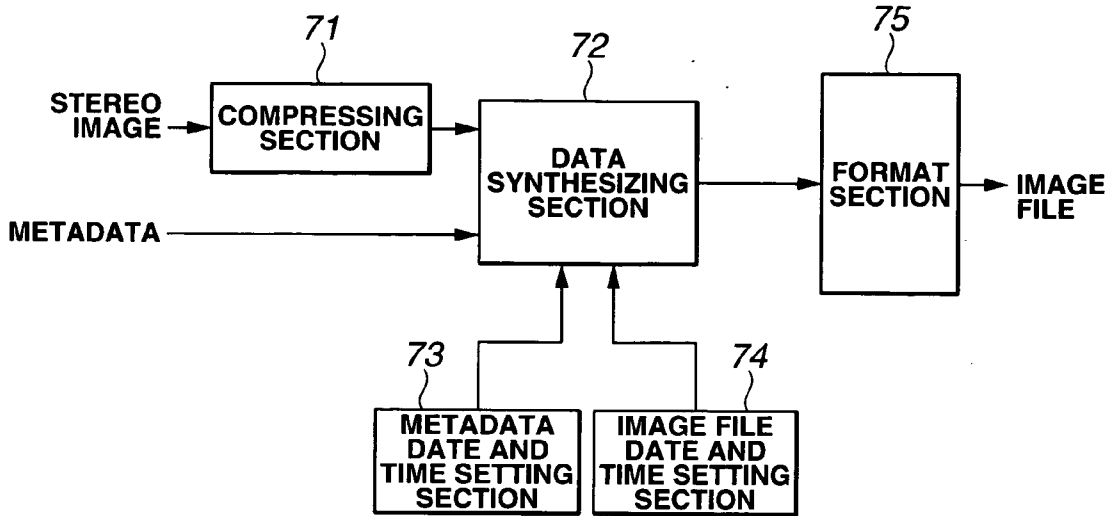 71
72
75
STEREO
IMAGE
COMPRESSING
SECTION
DATA
SYNTHESIZING
SECTION
FORMAT
SECTION
IMAGE
FILE
METADATA
73
74
METADATA
DATE AND
TIME SETTING
SECTION
IMAGE FILE
DATE AND
TIME SETTING
SECTION